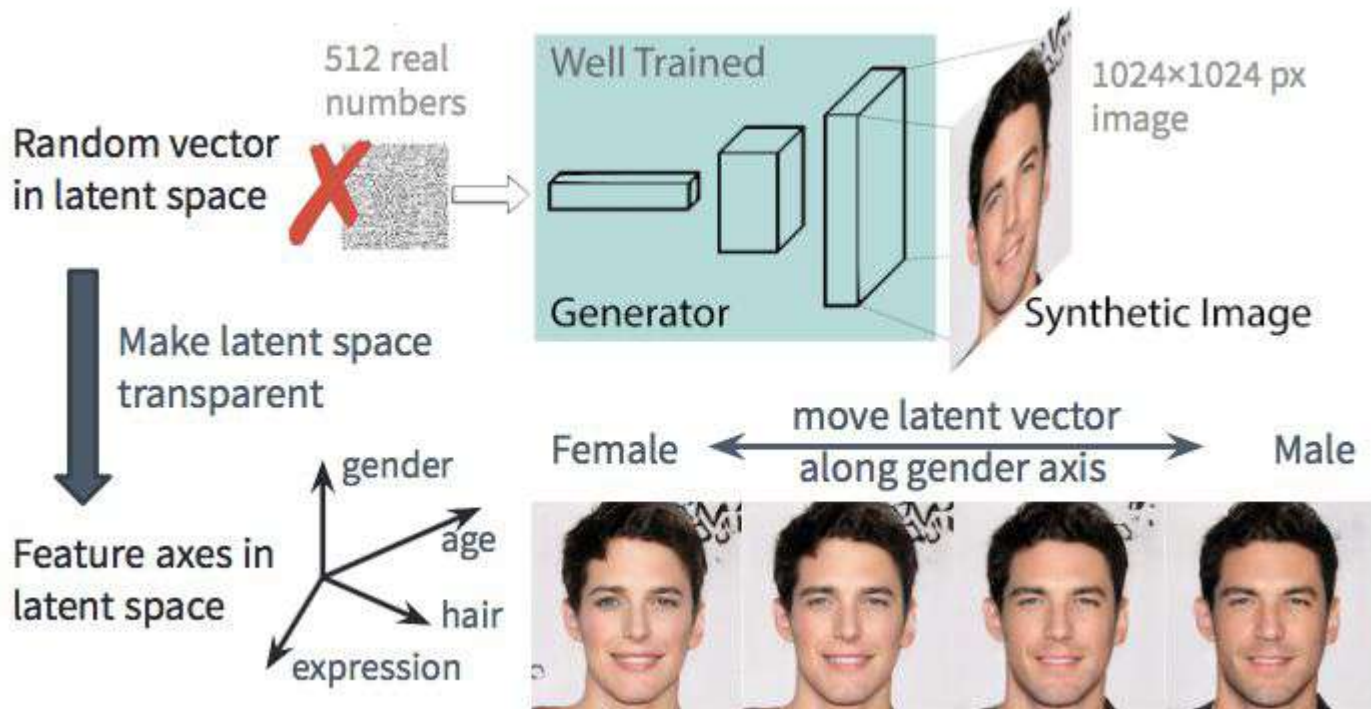 512 real
numbers
Random vector
in latent space
Well Trained
Generator
1024×1024 px
image
Synthetic Image
Make latent space
transparent
Feature axes in
latent space
gender
age
hair
expression
Female
move latent vector
along gender axis
Male